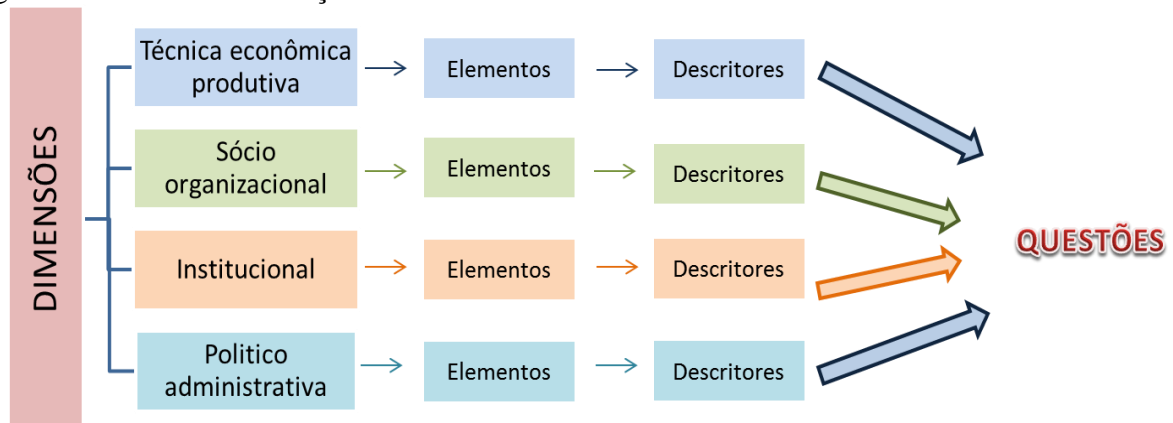 DIMENSÕES
Técnica econômica
produtiva
Elementos
Descritores
Sócio
organizacional
Elementos
Descritores
Institucional
Elementos
Descritores
Politico
administrativa
Elementos
Descritores
QUESTÕES